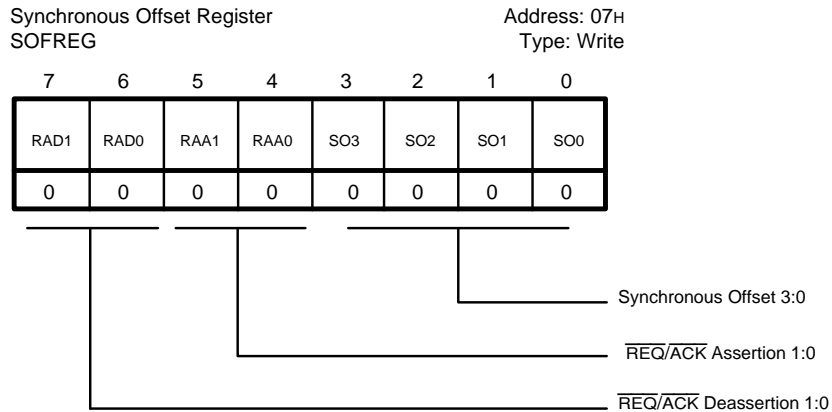 Synchronous Offset Register Address: 07H
SOFREG Type: Write
7 6 5 4 3 2 1 0
RAD1 RAD0 RAA1 RAA0 SO3 SO2 SO1 SO0
0 0 0 0 0 0 0 0
Synchronous Offset 3:0
REQ/ACK Assertion 1:0
REQ/ACK Deassertion 1:0